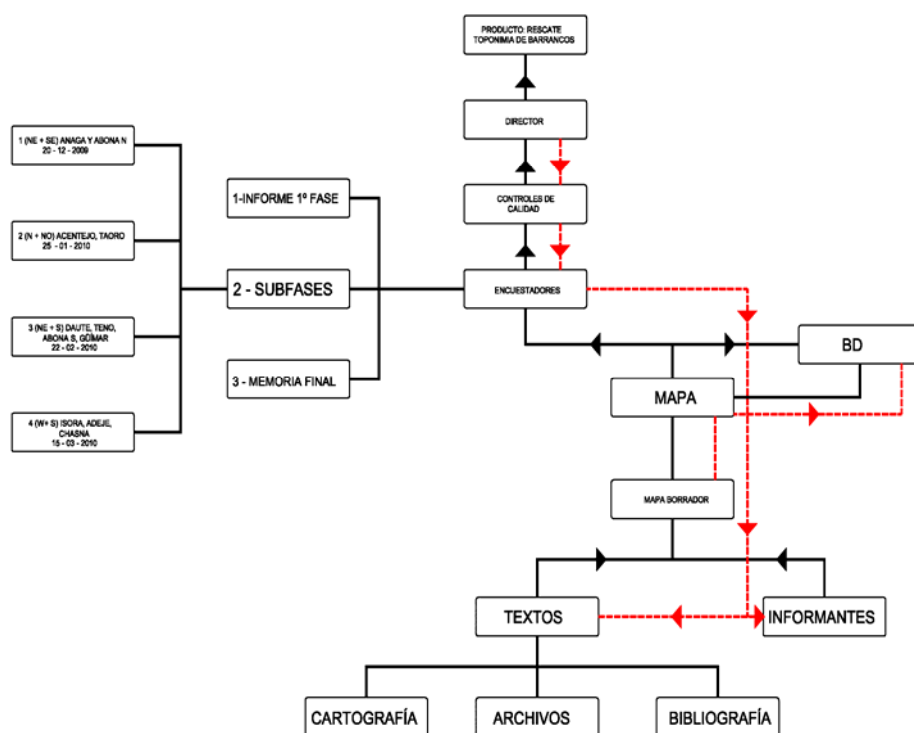 PRODUCTO: RESCATE
TOPONIMIA DE BARRANCOS
DIRECTOR
CONTROLES DE
CALIDAD
ENCUESTADORES
1 (NE + SE) ANAGA Y ABONA N
20 - 12 - 2009
2 (N + NO) ACENTEJO, TAORO
25 - 01 - 2010
3 (NE + S) DAUTE, TENO,
ABONA S, GÜÍMAR
22 - 02 - 2010
4 (W+ S) ISORA, ADEJE,
CHASNA
15 - 03 - 2010
1-INFORME 1º FASE
2 - SUBFASES
3 - MEMORIA FINAL
BD
MAPA
MAPA BORRADOR
TEXTOS
INFORMANTES
CARTOGRAFÍA
ARCHIVOS
BIBLIOGRAFÍA